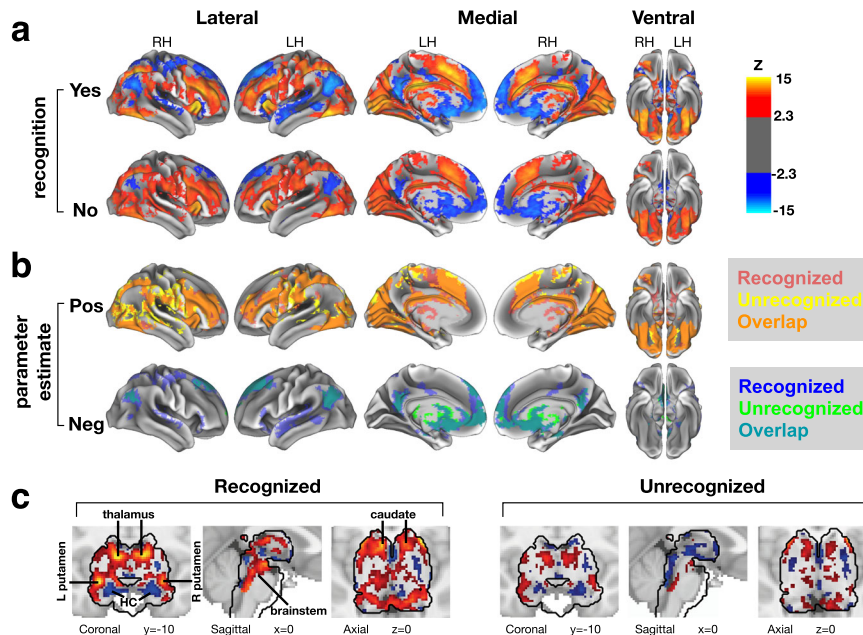 a
Lateral Medial Ventral
RH LH LH RH RH LH
recognition
Yes
No
z
15
2.3
-2.3
-15
b
parameter
estimate
Pos
Neg
Recognized
Unrecognized
Overlap
Recognized
Unrecognized
Overlap
c
Recognized Unrecognized
thalamus caudate
L putamen R putamen
HC brainstem
Coronal y=-10 Sagittal x=0 Axial z=0 Coronal y=-10 Sagittal x=0 Axial z=0